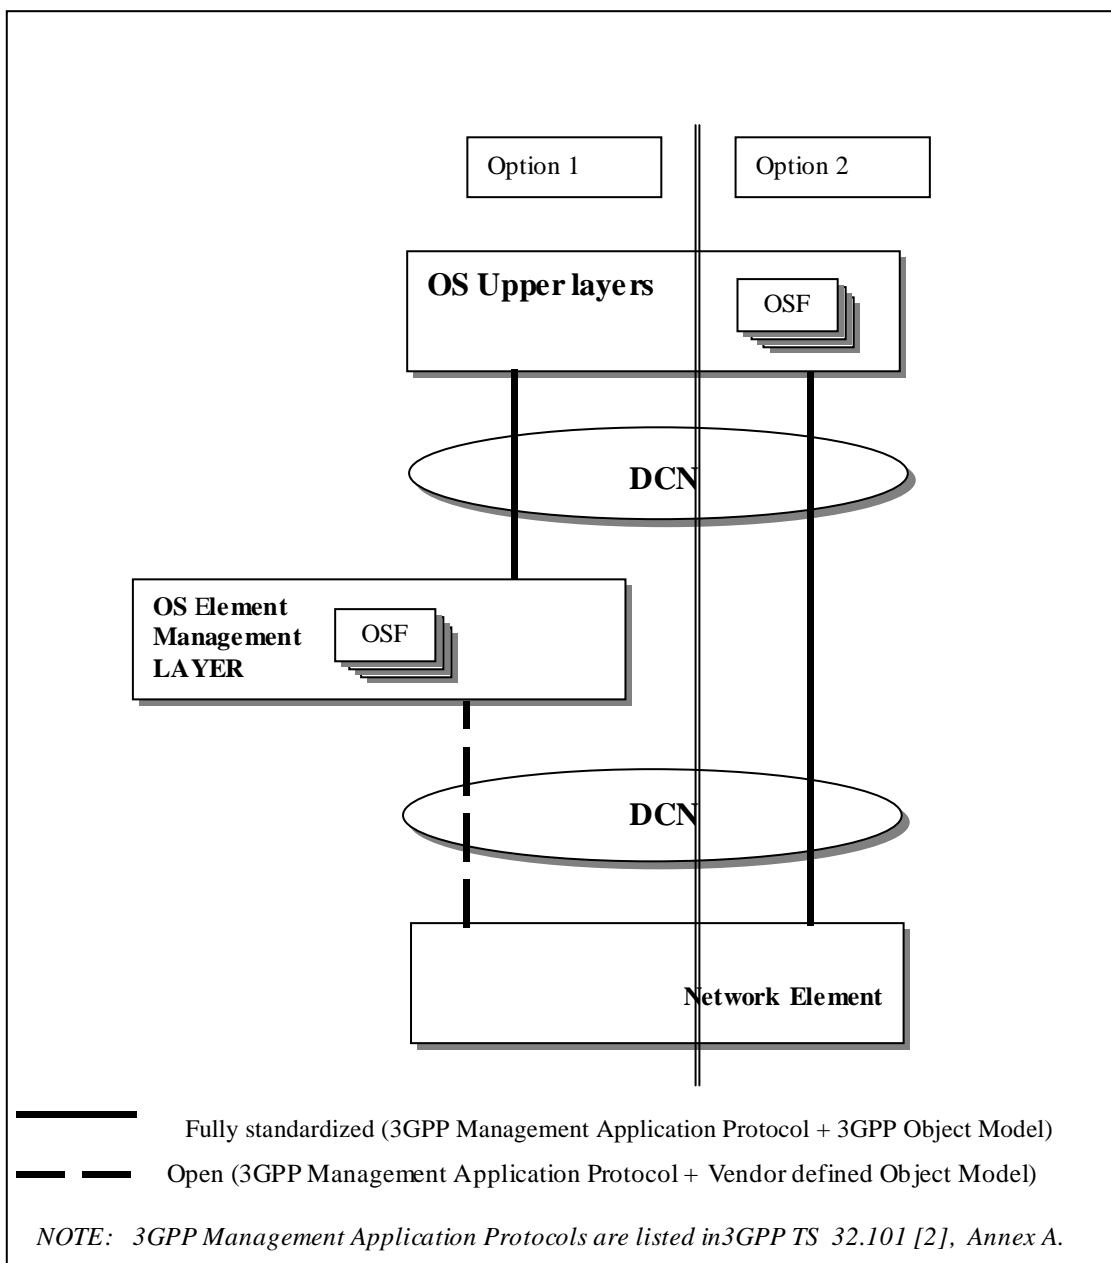 Option 1
Option 2
OS Upper layers
OSF
DCN
OS Element
Management
LAYER
OSF
DCN
Network Element
Fully standardized (3GPP Management Application Protocol + 3GPP Object Model)
Open (3GPP Management Application Protocol + Vendor defined Object Model)
NOTE: 3GPP Management Application Protocols are listed in3GPP TS 32.101 [2], Annex A.